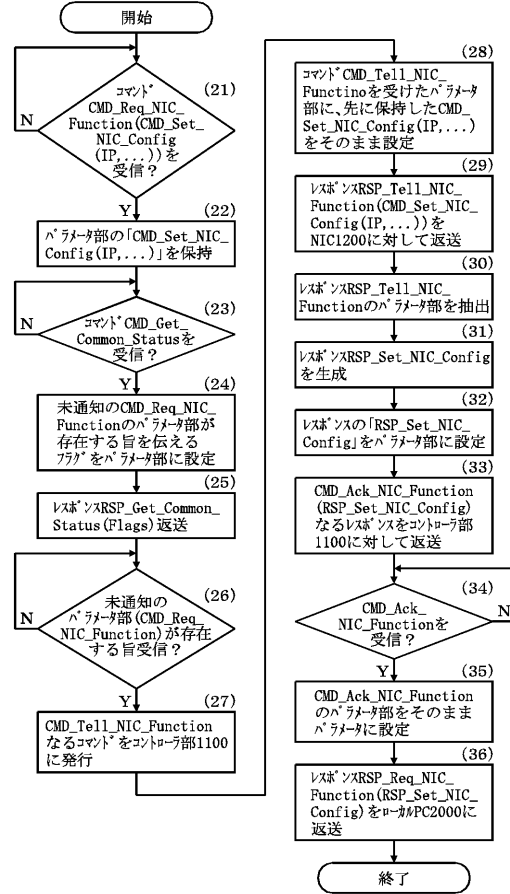 開始
(21)
コマンド
CMD_Req_NIC_
Function(CMD_Set_
NIC_Config
(IP,...))を
受信？
N
Y
(22)
パラメータ部の「CMD_Set_NIC_
Config(IP,...)」を保持
(23)
コマンドCMD_Get_
Common_Statusを
受信？
N
Y
(24)
未通知のCMD_Req_NIC_
Functionのパラメータ部が
存在する旨を伝える
フラグをパラメータ部に設定
(25)
レスポンスRSP_Get_Common_
Status(Flags)返送
(26)
未通知の
パラメータ部(CMD_Req_
NIC_Function)が存在
する旨受信？
N
Y
(27)
CMD_Tell_NIC_Function
なるコマンドをコントローラ部1100
に発行
(28)
コマンドCMD_Tell_NIC_
Functinoを受けたパラメータ
部に、先に保持したCMD_
Set_NIC_Config(IP,...)
をそのまま設定
(29)
レスポンスRSP_Tell_NIC_
Function(CMD_Set_NIC_
Config(IP,...))を
NIC1200に対して返送
(30)
レスポンスRSP_Tell_NIC_
Functionのパラメータ部を抽出
(31)
レスポンスRSP_Set_NIC_Config
を生成
(32)
レスポンスの「RSP_Set_NIC_
Config」をパラメータ部に設定
(33)
CMD_Ack_NIC_Function
(RSP_Set_NIC_Config)
なるレスポンスをコントローラ部
1100に対して返送
(34)
CMD_Ack_
NIC_Functionを
受信？
N
Y
(35)
CMD_Ack_NIC_Function
のパラメータ部をそのまま
パラメータに設定
(36)
レスポンスRSP_Req_NIC_
Function(RSP_Set_NIC_
Config)をローカルPC2000に
返送
終了